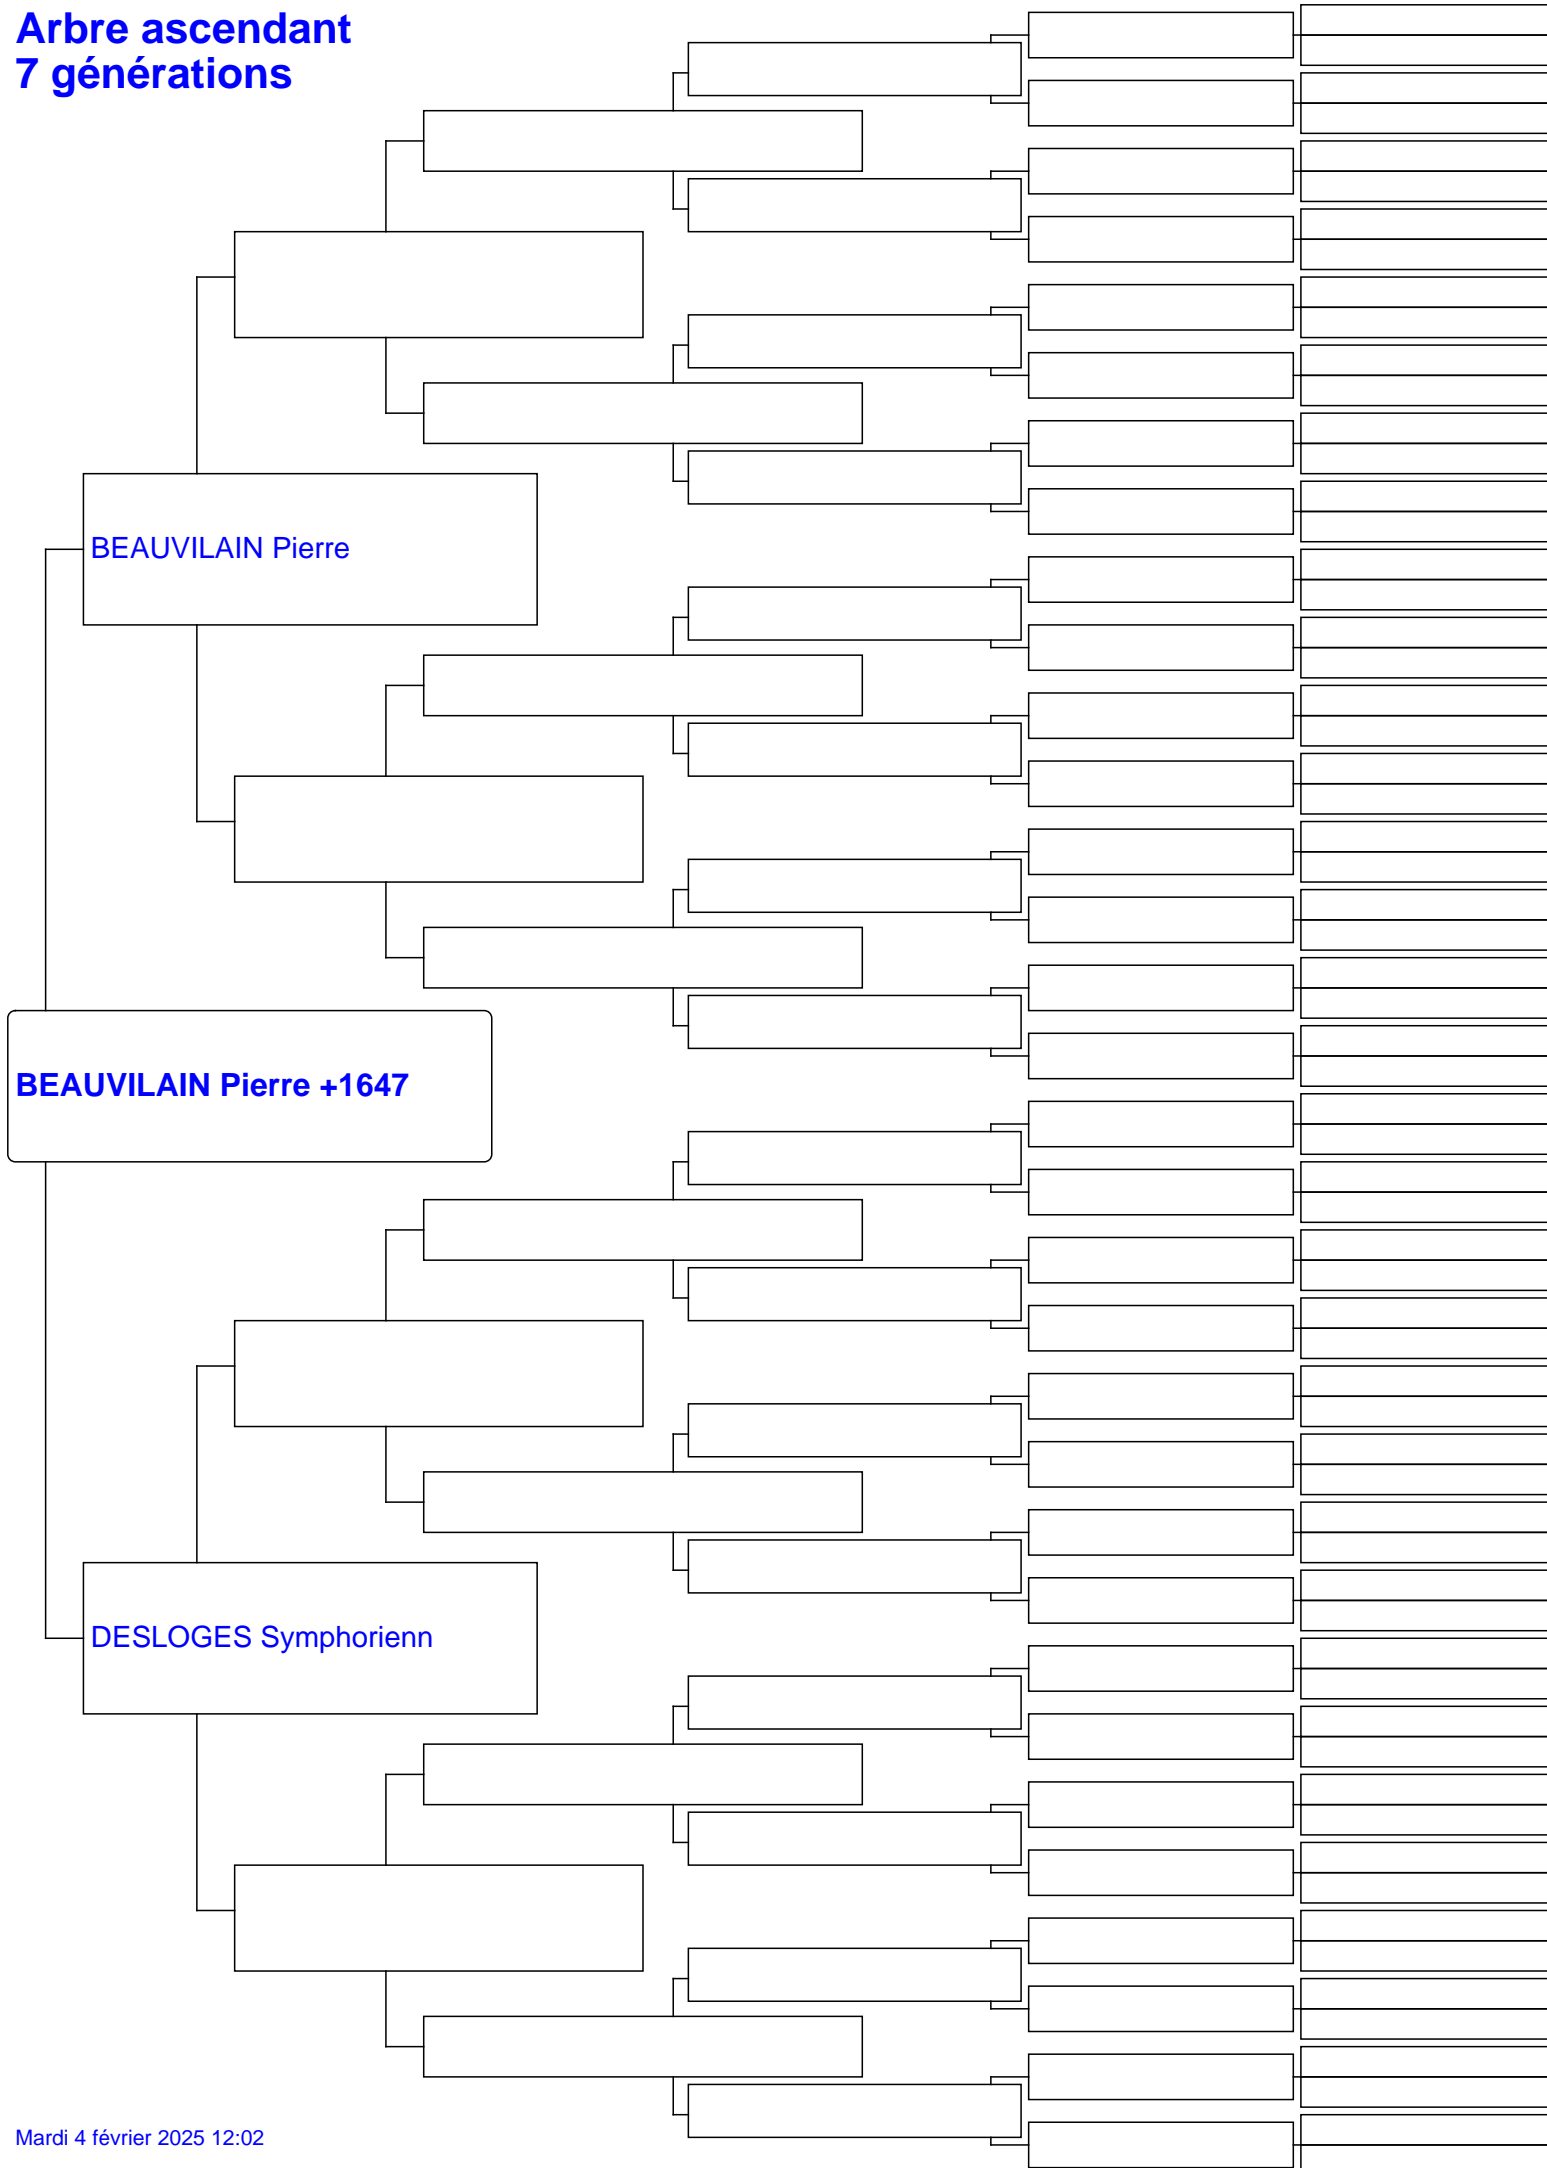 Arbre ascendant
7 générations
BEAUVILAIN Pierre
BEAUVILAIN Pierre +1647
DESLOGES Symphorienn
Mardi 4 février 2025 12:02